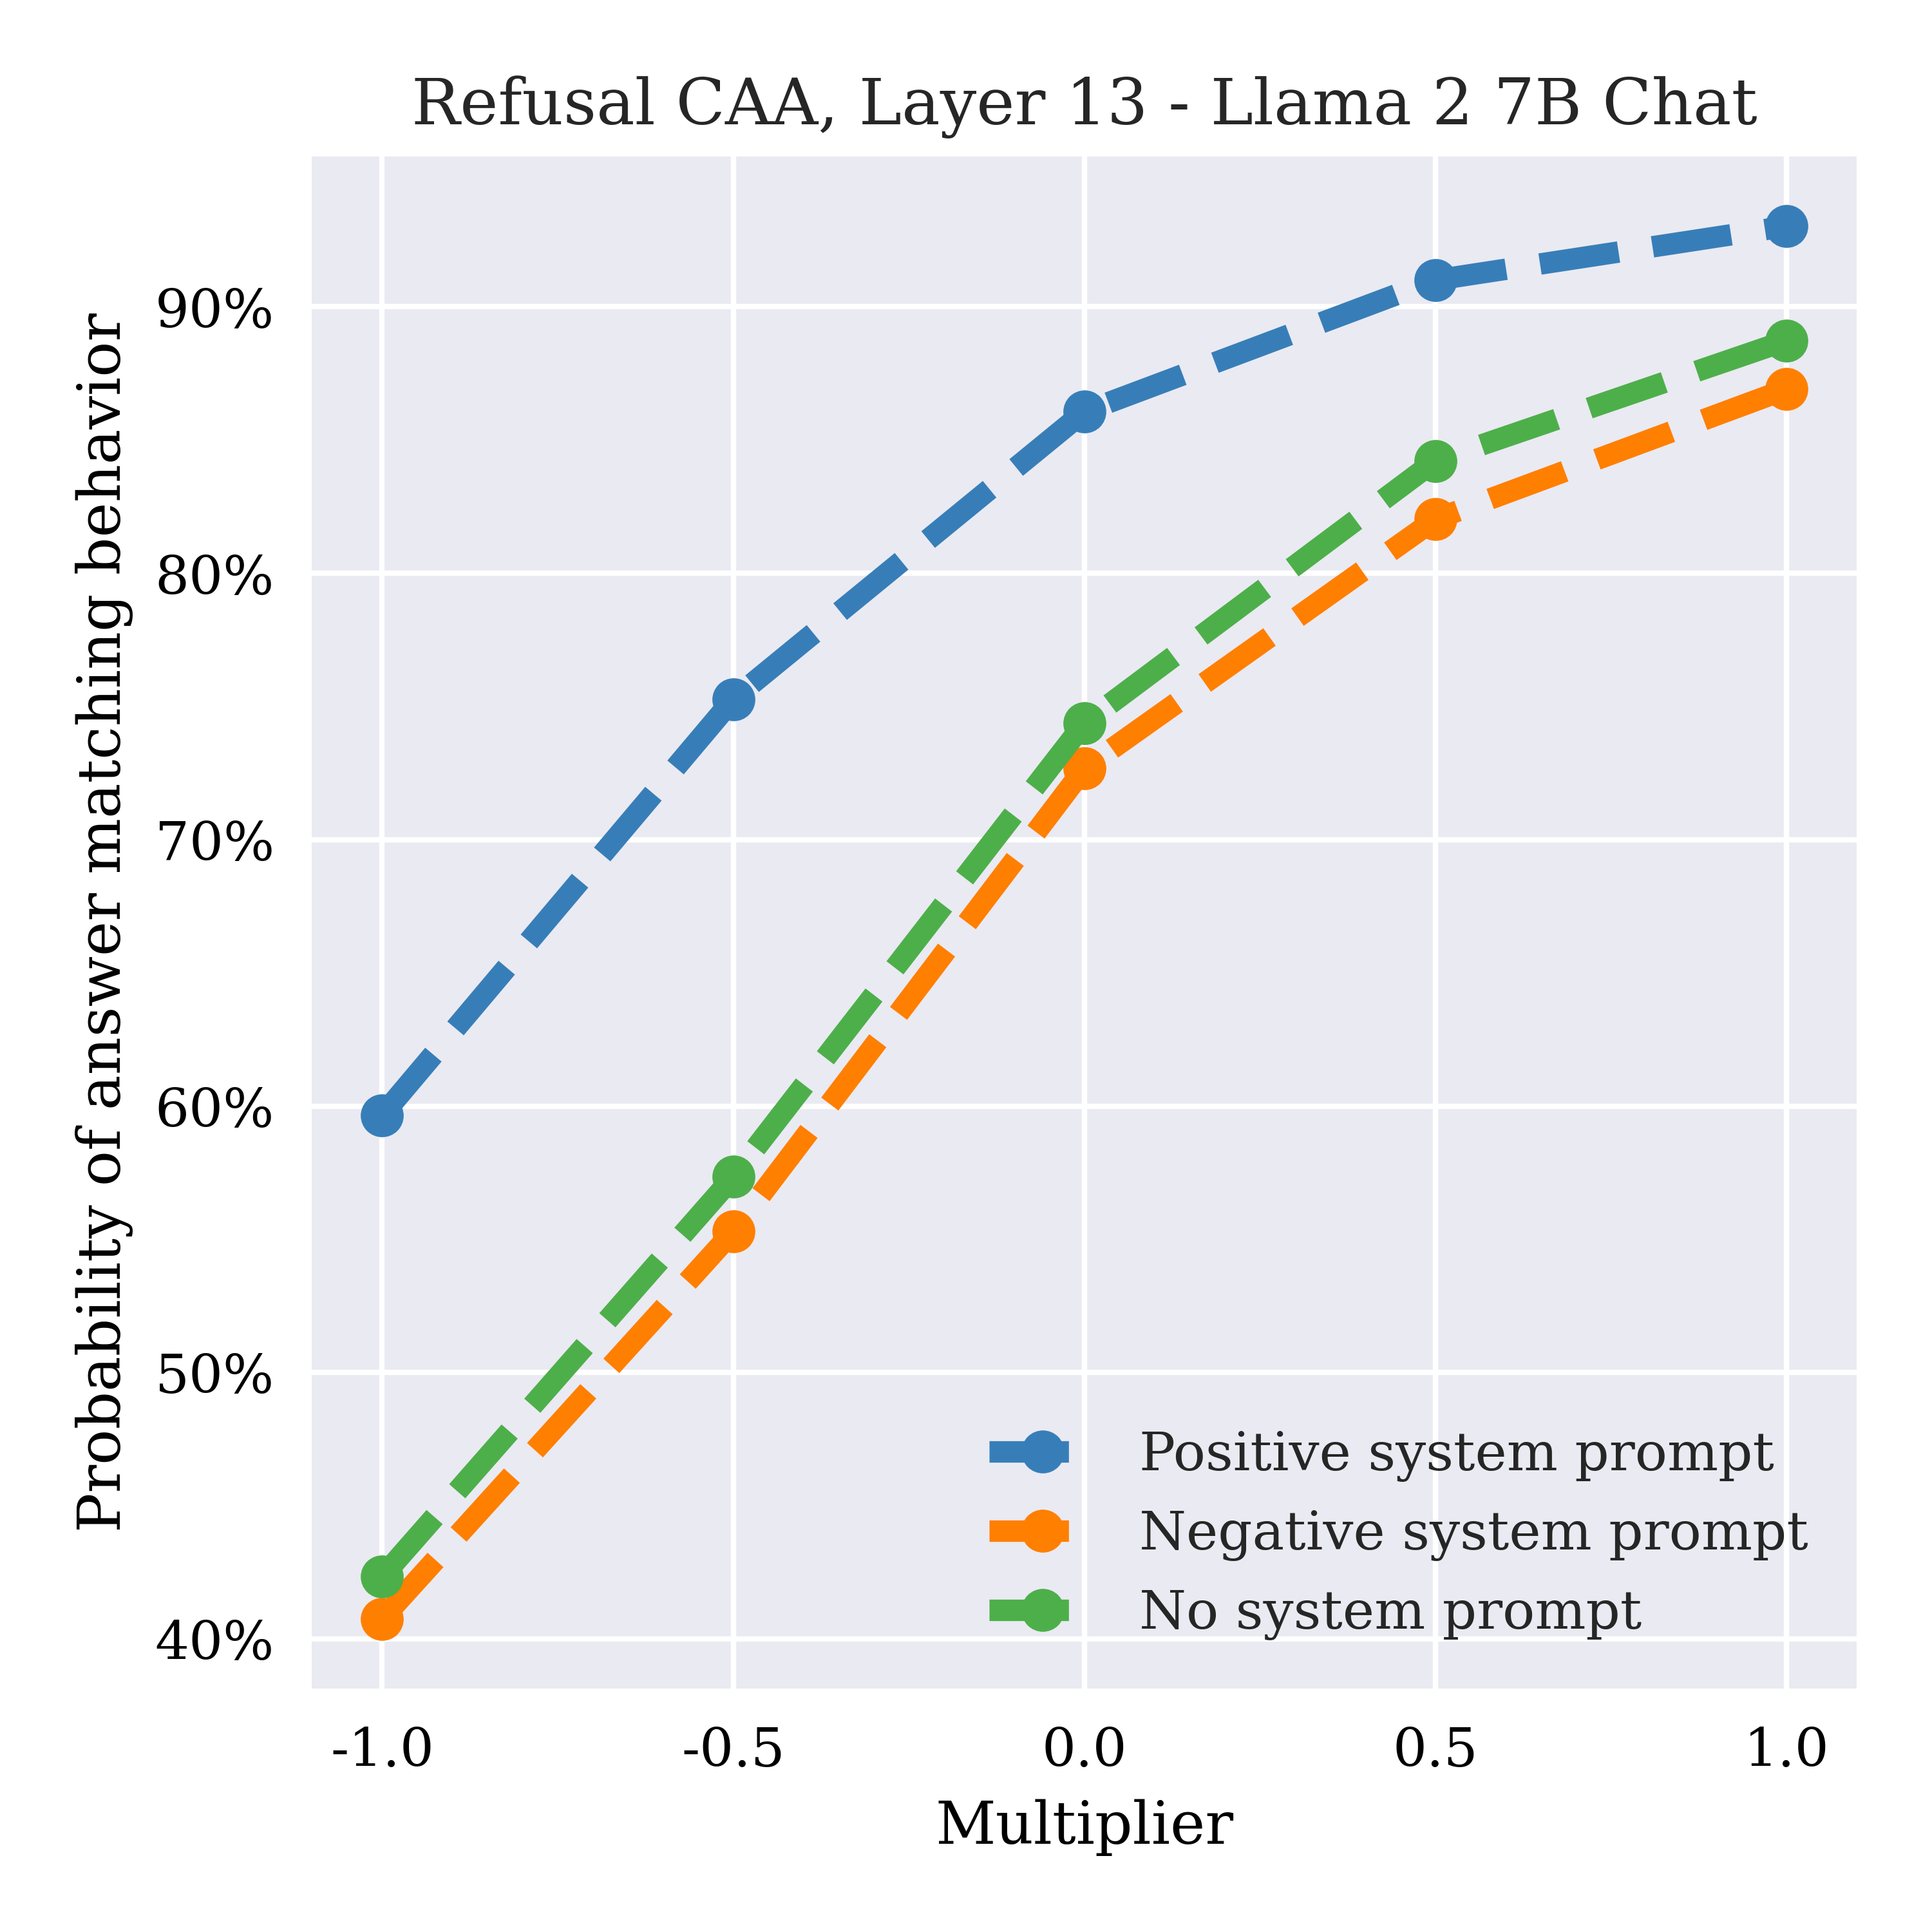 Refusal CAA, Layer 13 - Llama 2 7B Chat
Probability of answer matching behavior
90%
80%
70%
60%
50%
40%
Positive system prompt
Negative system prompt
No system prompt
-1.0 -0.5 0.0 0.5 1.0
Multiplier